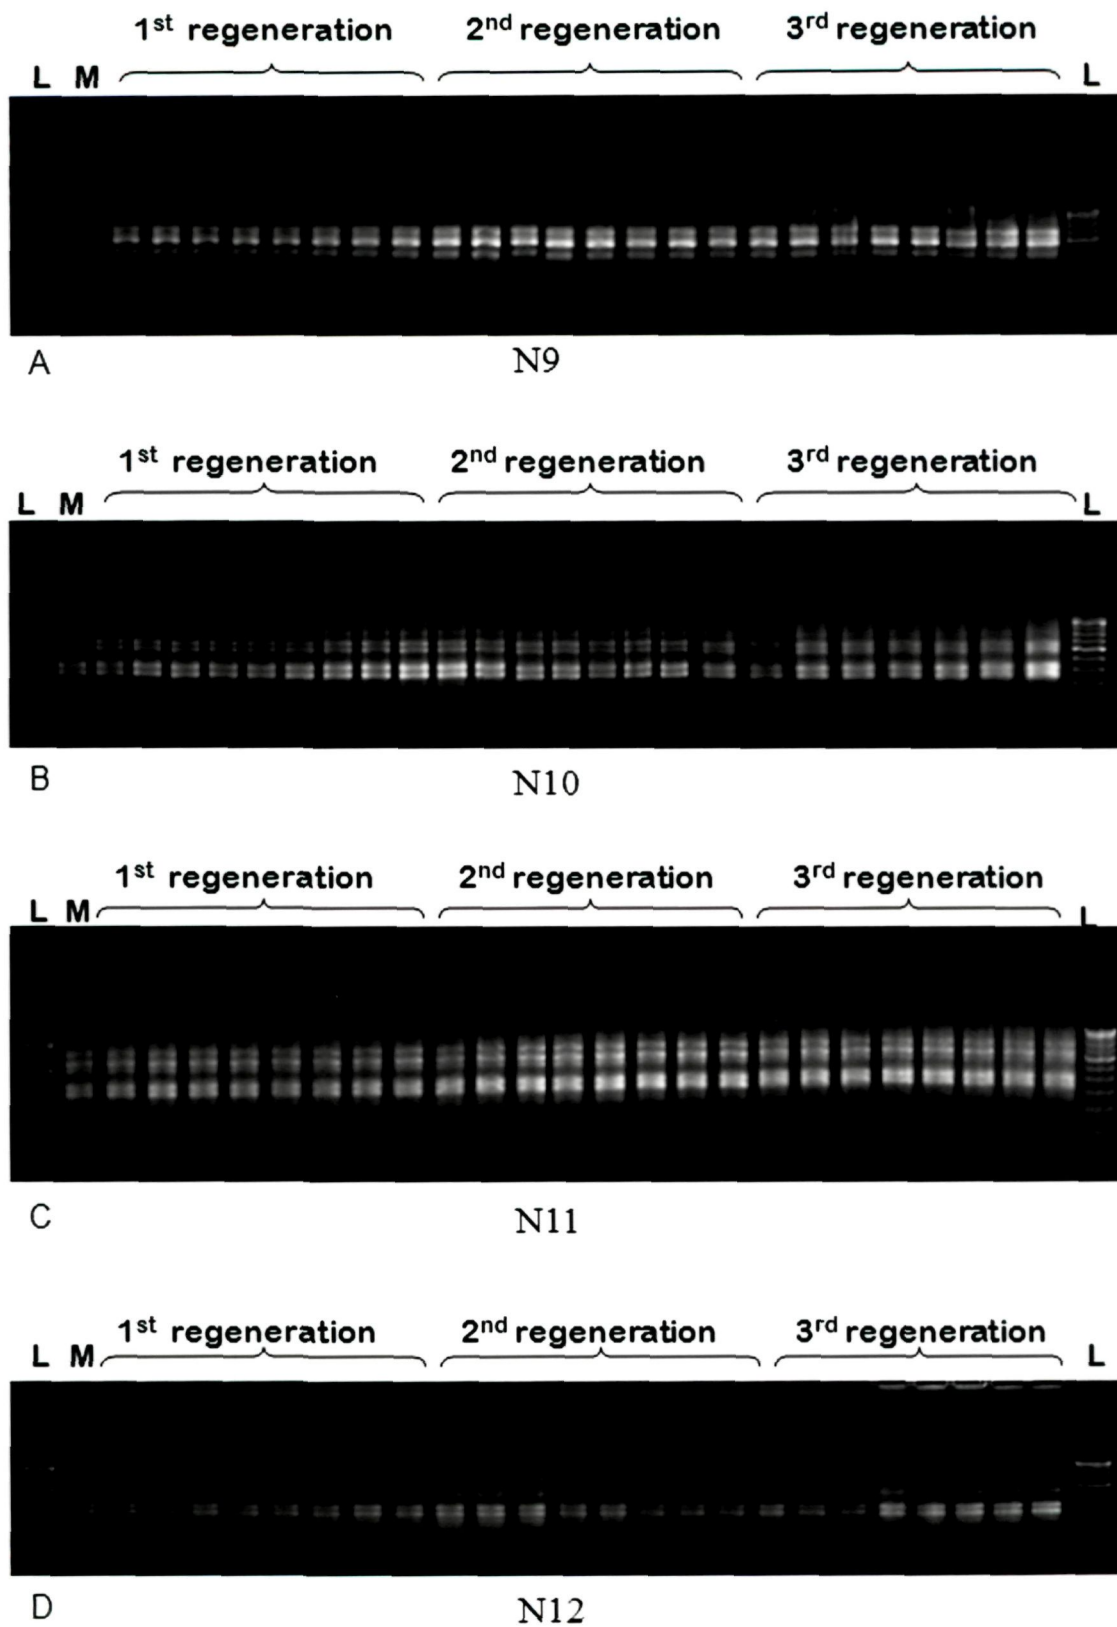 1st regeneration 2nd regeneration 3rd regeneration
L M L
A N9
1st regeneration 2nd regeneration 3rd regeneration
L M L
B N10
1st regeneration 2nd regeneration 3rd regeneration
L M L
C N11
1st regeneration 2nd regeneration 3rd regeneration
L M L
D N12